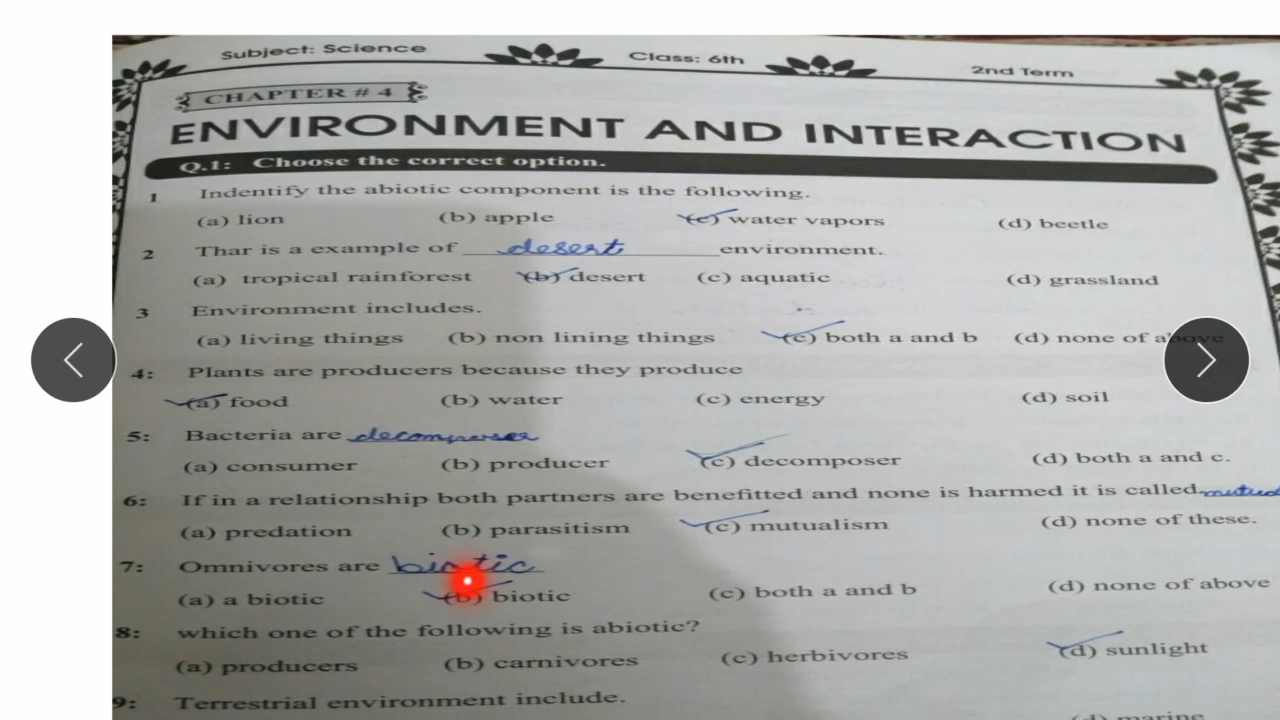 Subject: Science Class: 6th 2nd Term
CHAPTER # 4
ENVIRONMENT AND INTERACTION
Q.1: Choose the correct option.
1 Indentify the abiotic component is the following.
(a) lion (b) apple (c) water vapors (d) beetle
2 Thar is a example of desert environment.
(a) tropical rainforest (b) desert (c) aquatic (d) grassland
3 Environment includes.
(a) living things (b) non lining things (c) both a and b (d) none of above
4: Plants are producers because they produce
(a) food (b) water (c) energy (d) soil
5: Bacteria are decomposer
(a) consumer (b) producer (c) decomposer (d) both a and c.
6: If in a relationship both partners are benefitted and none is harmed it is called
(a) predation (b) parasitism (c) mutualism (d) none of these.
7: Omnivores are biotic
(a) a biotic (b) biotic (c) both a and b (d) none of above
8: which one of the following is abiotic?
(a) producers (b) carnivores (c) herbivores (d) sunlight
9: Terrestrial environment include.
(d) marine